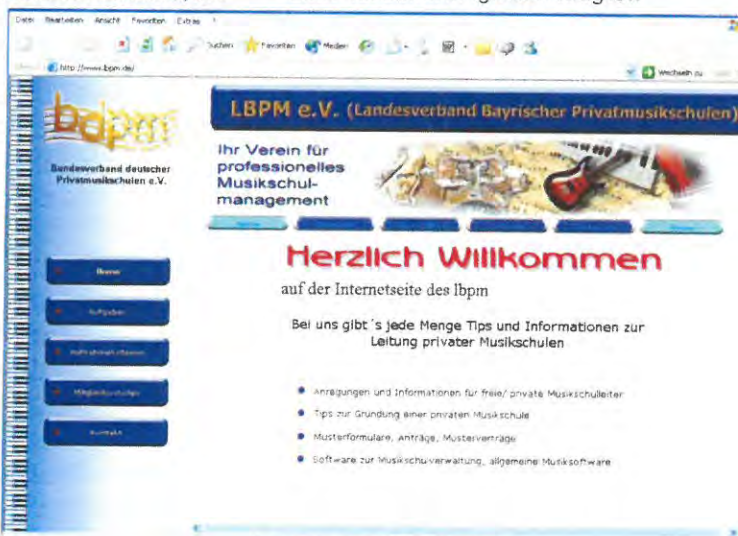 Datei Bearbeiten Ansicht Favoriten Extras ?
Suchen Favoriten Medien
http://www.lbpm.de/ Wechseln zu
bdpm
Bundesverband deutscher
Privatmusikschulen e.V.
LBPM e.V. (Landesverband Bayrischer Privatmusikschulen)
Ihr Verein für
professionelles
Musikschul-
management
Home
Aufgaben
Kontakt
Herzlich Willkommen
auf der Internetseite des lbpm
Bei uns gibt´s jede Menge Tips und Informationen zur
Leitung privater Musikschulen
Anregungen und Informationen für freie/ private Musikschulleiter
Tips zur Gründung einer privaten Musikschule
Musterformulare, Anträge, Musterverträge
Software zur Musikschulverwaltung, allgemeine Musiksoftware